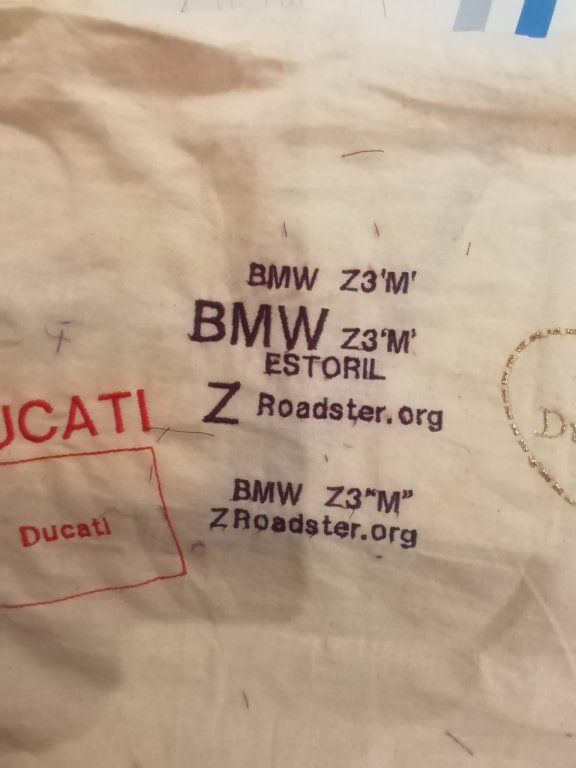 BMW Z3'M'
BMW Z3'M'
ESTORIL
Z Roadster.org
UCATI
BMW Z3"M"
ZRoadster.org
Ducati